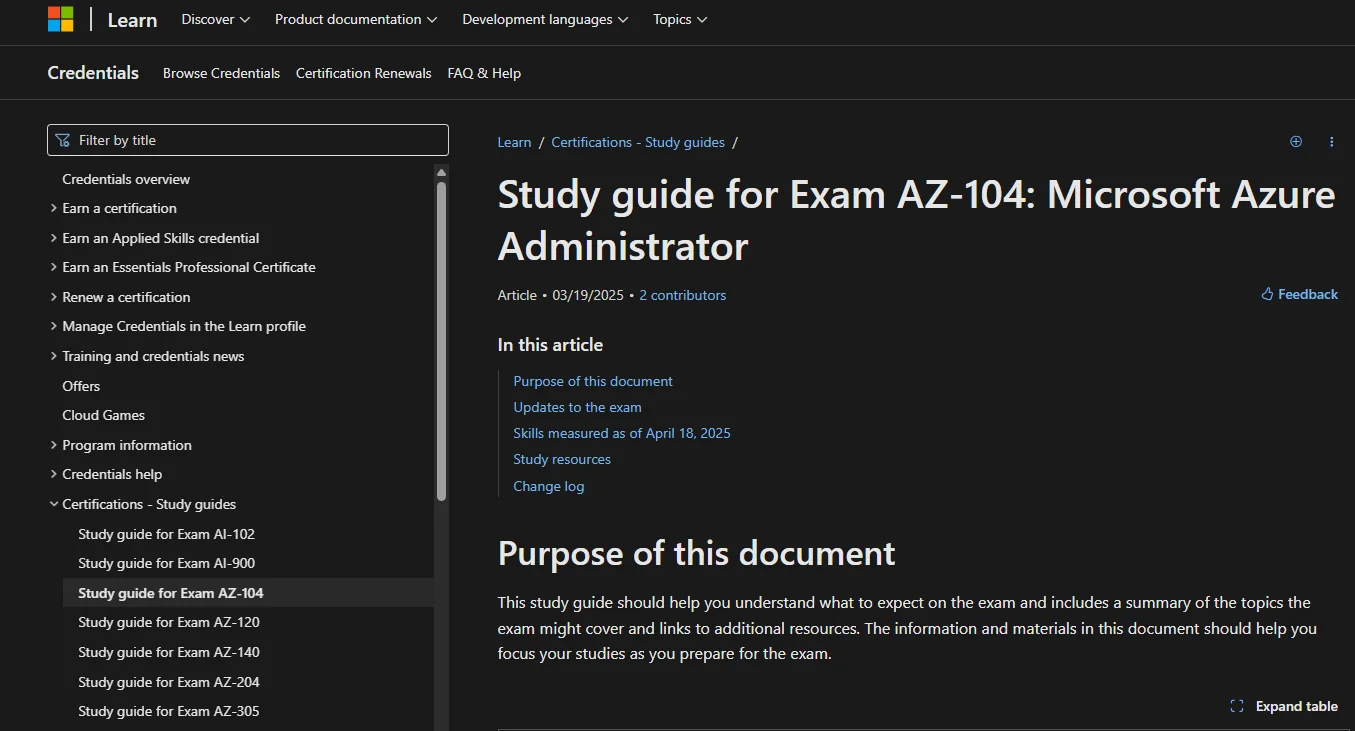 Learn Discover Product documentation Development languages Topics
Credentials Browse Credentials Certification Renewals FAQ & Help
Filter by title
Credentials overview
Earn a certification
Earn an Applied Skills credential
Earn an Essentials Professional Certificate
Renew a certification
Manage Credentials in the Learn profile
Training and credentials news
Offers
Cloud Games
Program information
Credentials help
Certifications - Study guides
Study guide for Exam AI-102
Study guide for Exam AI-900
Study guide for Exam AZ-104
Study guide for Exam AZ-120
Study guide for Exam AZ-140
Study guide for Exam AZ-204
Study guide for Exam AZ-305
Learn / Certifications - Study guides /
Study guide for Exam AZ-104: Microsoft Azure
Administrator
Article • 03/19/2025 • 2 contributors
Feedback
In this article
Purpose of this document
Updates to the exam
Skills measured as of April 18, 2025
Study resources
Change log
Purpose of this document
This study guide should help you understand what to expect on the exam and includes a summary of the topics the
exam might cover and links to additional resources. The information and materials in this document should help you
focus your studies as you prepare for the exam.
Expand table